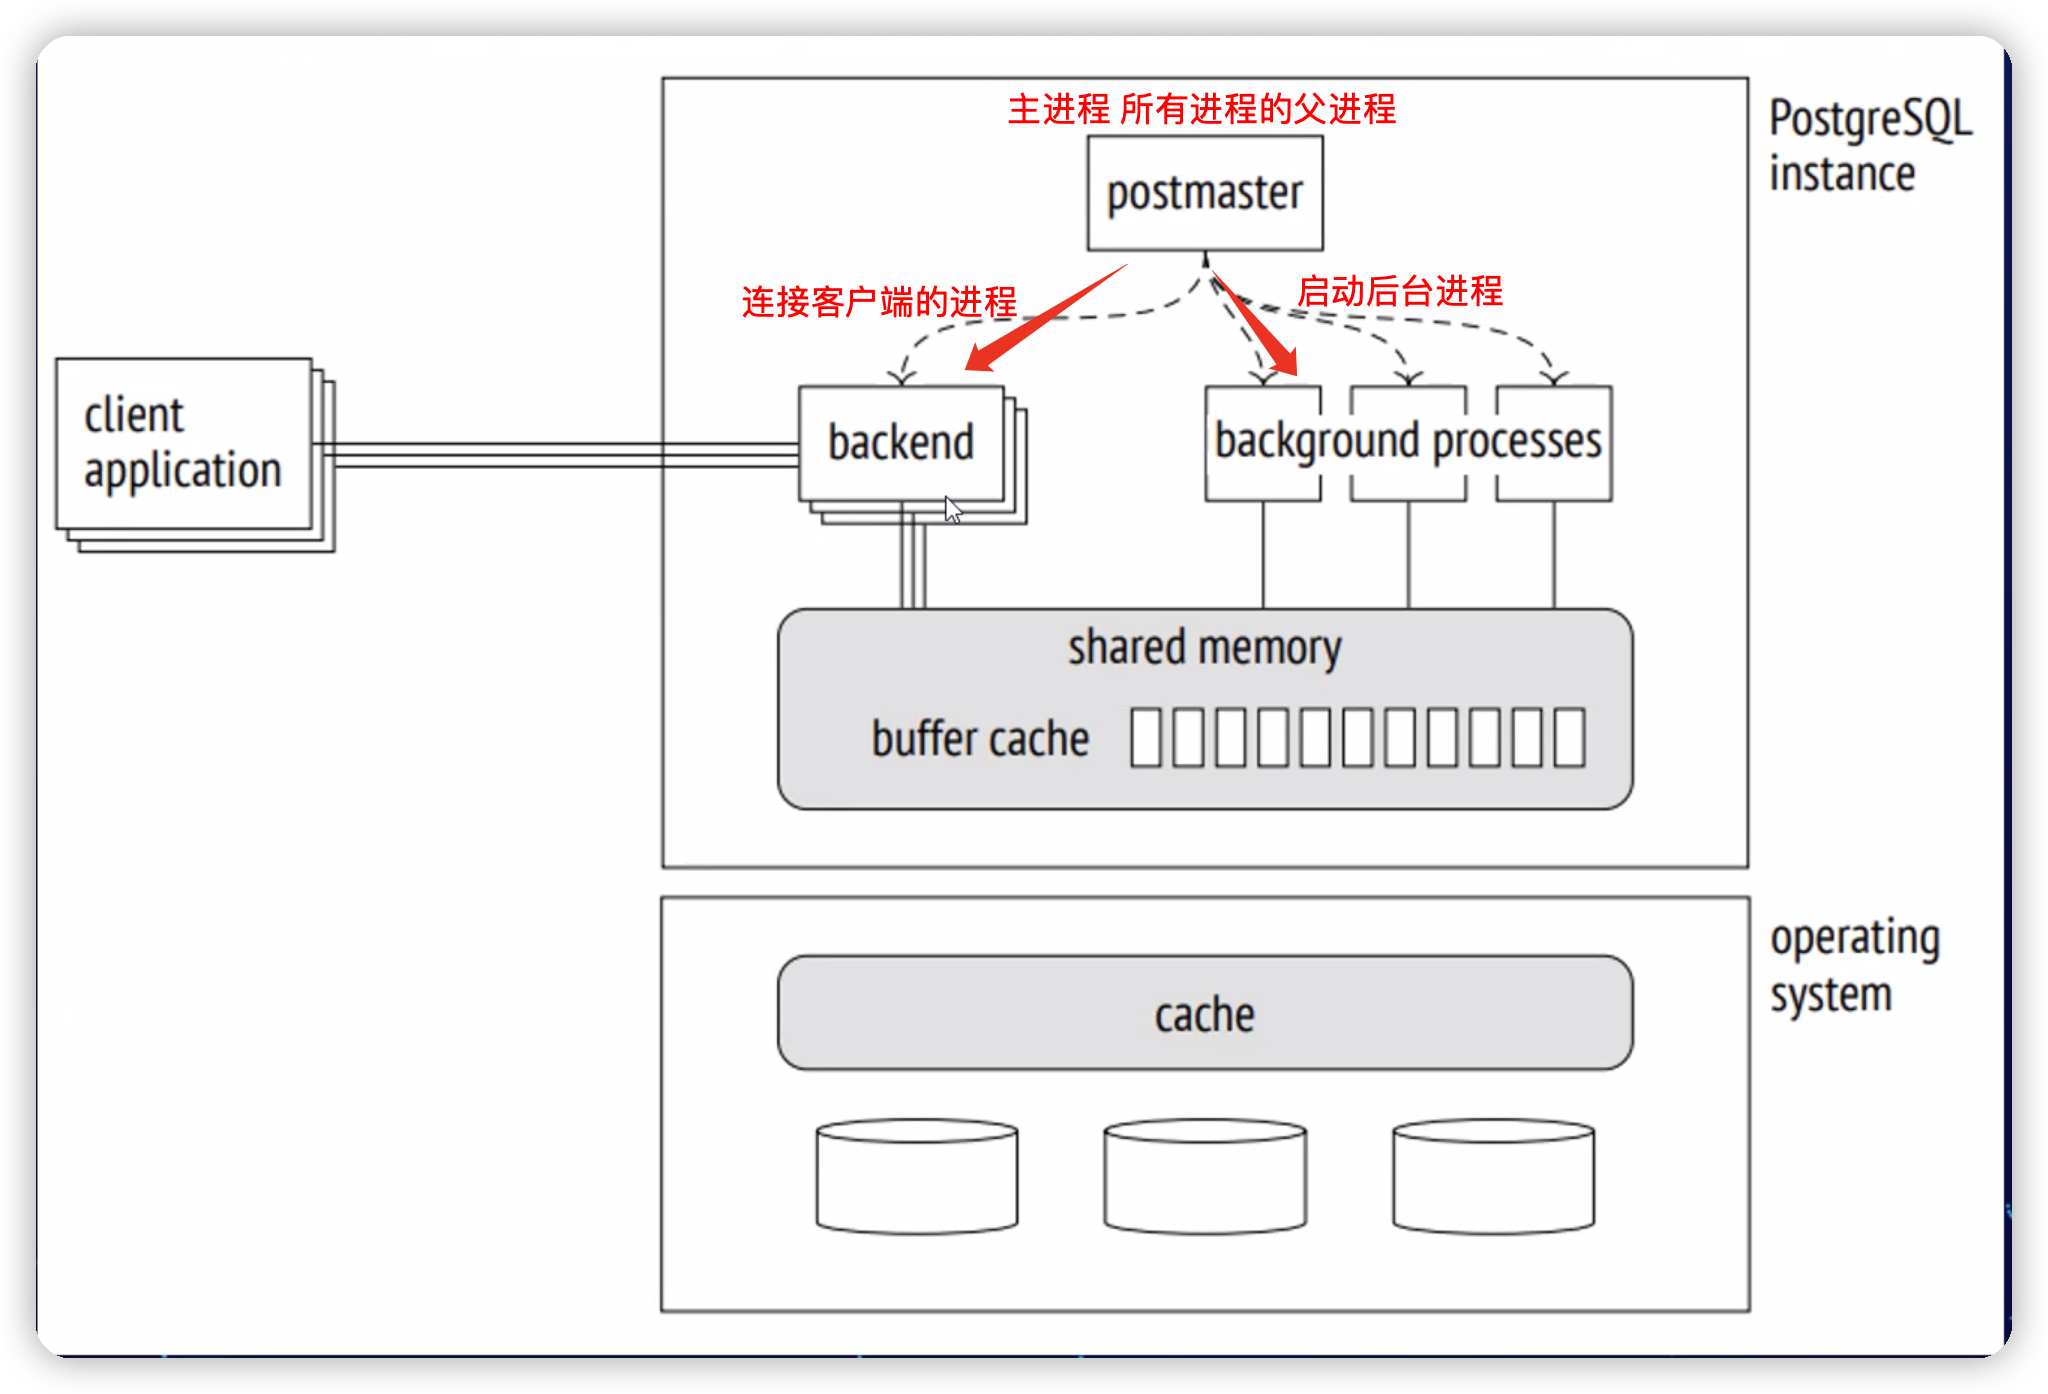 主进程 所有进程的父进程
PostgreSQL
instance
postmaster
连接客户端的进程
启动后台进程
client
application
backend
background processes
shared memory
buffer cache
operating
system
cache